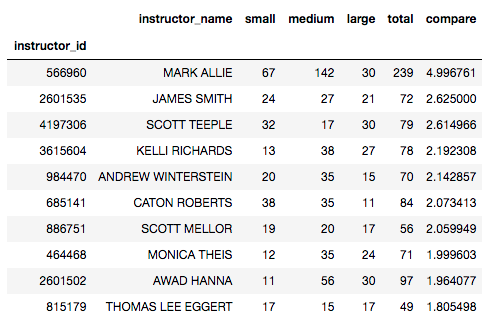 instructor_name small medium large total compare
instructor_id
566960 MARK ALLIE 67 142 30 239 4.996761
2601535 JAMES SMITH 24 27 21 72 2.625000
4197306 SCOTT TEEPLE 32 17 30 79 2.614966
3615604 KELLI RICHARDS 13 38 27 78 2.192308
984470 ANDREW WINTERSTEIN 20 35 15 70 2.142857
685141 CATON ROBERTS 38 35 11 84 2.073413
886751 SCOTT MELLOR 19 20 17 56 2.059949
464468 MONICA THEIS 12 35 24 71 1.999603
2601502 AWAD HANNA 11 56 30 97 1.964077
815179 THOMAS LEE EGGERT 17 15 17 49 1.805498